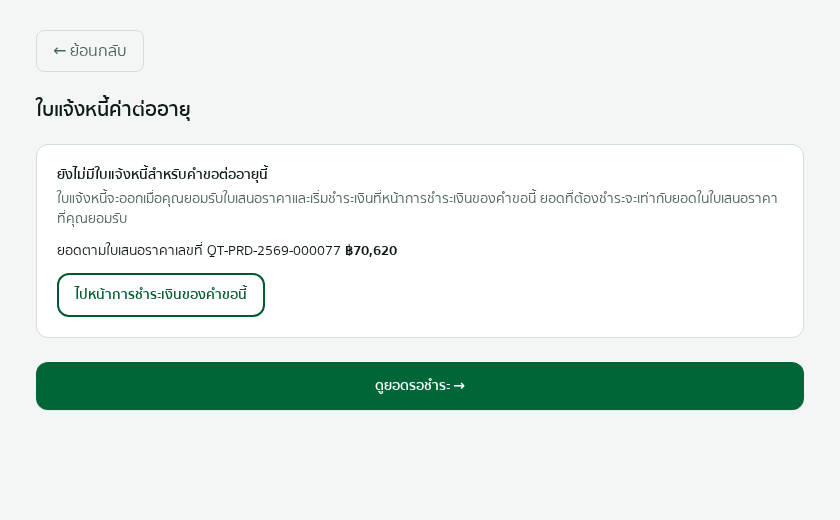 ← ย้อนกลับ
ใบแจ้งหนี้ค่าต่ออายุ
ยังไม่มีใบแจ้งหนี้สำหรับคำขอต่ออายุนี้
ใบแจ้งหนี้จะออกเมื่อคุณยอมรับใบเสนอราคาและเริ่มชำระเงินที่หน้าการชำระเงินของคำขอนี้ ยอดที่ต้องชำระจะเท่ากับยอดในใบเสนอราคา
ที่คุณยอมรับ
ยอดตามใบเสนอราคาเลขที่ QT-PRD-2569-000077 ฿70,620
ไปหน้าการชำระเงินของคำขอนี้
ดูยอดรอชำระ →